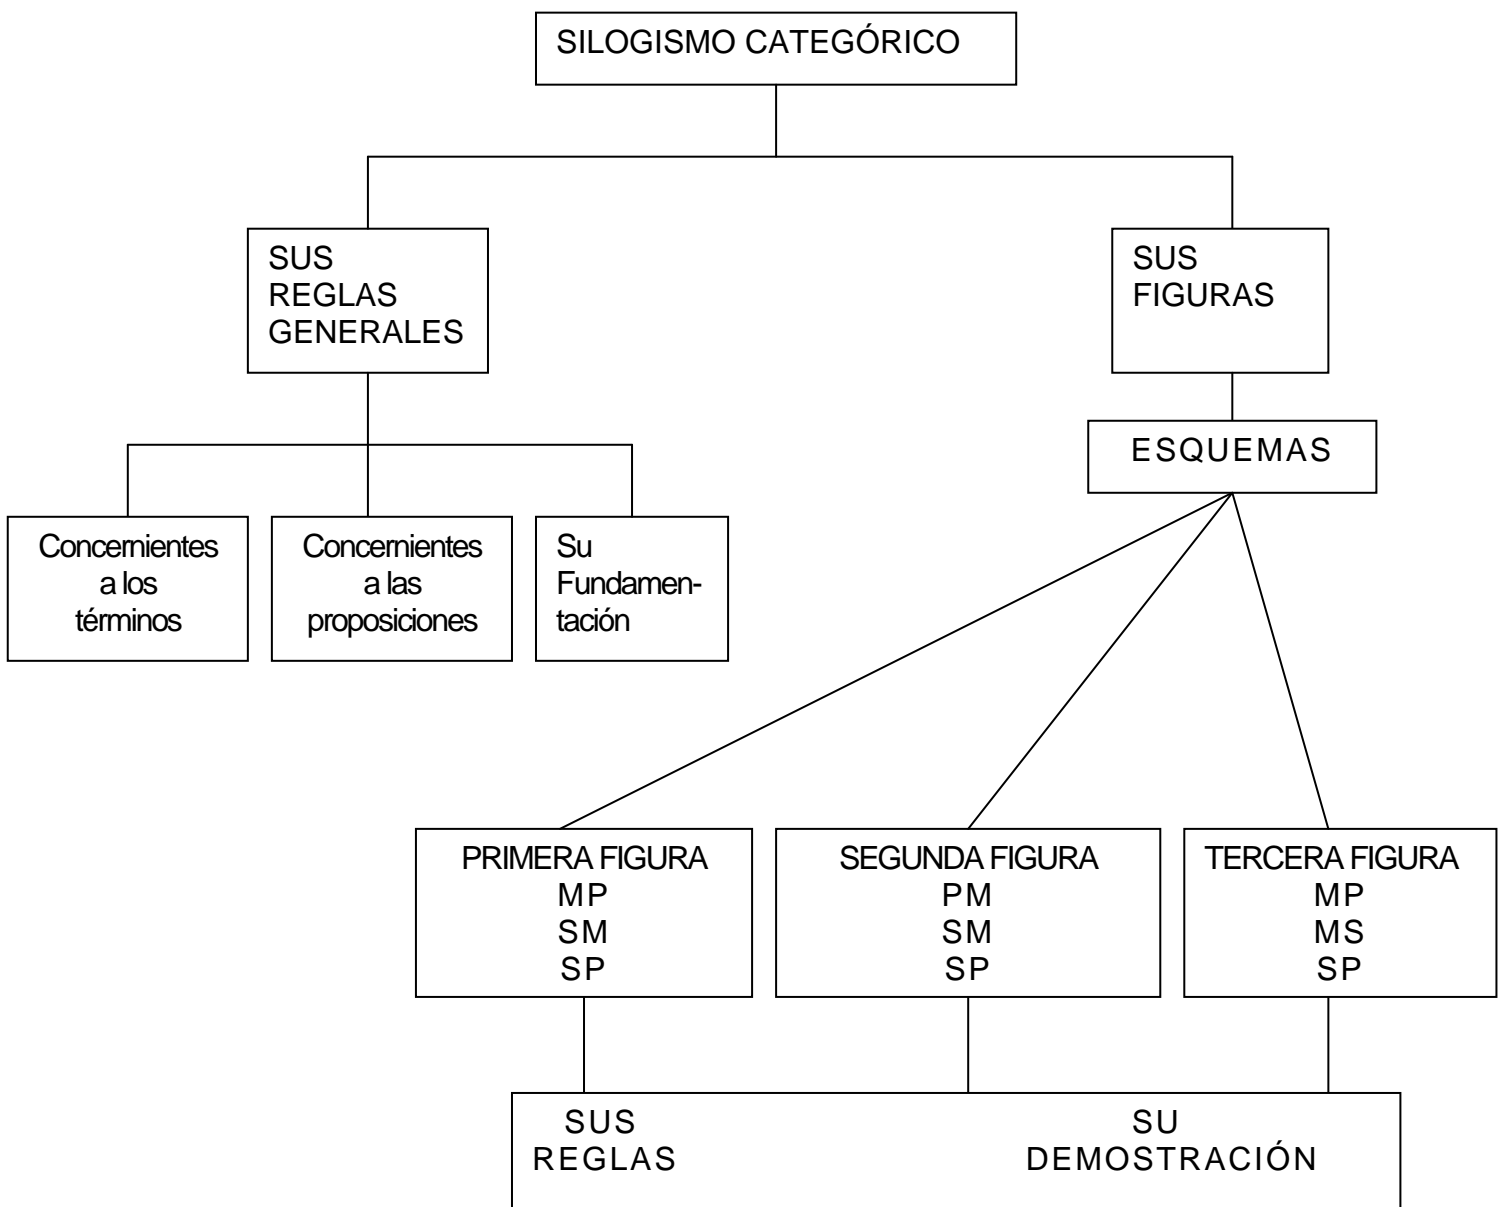 SILOGISMO CATEGÓRICO
SUS
REGLAS
GENERALES
SUS
FIGURAS
ESQUEMAS
Concernientes
a los
términos
Concernientes
a las
proposiciones
Su
Fundamen-
tación
PRIMERA FIGURA
MP
SM
SP
SEGUNDA FIGURA
PM
SM
SP
TERCERA FIGURA
MP
MS
SP
SUS
REGLAS
SU
DEMOSTRACIÓN